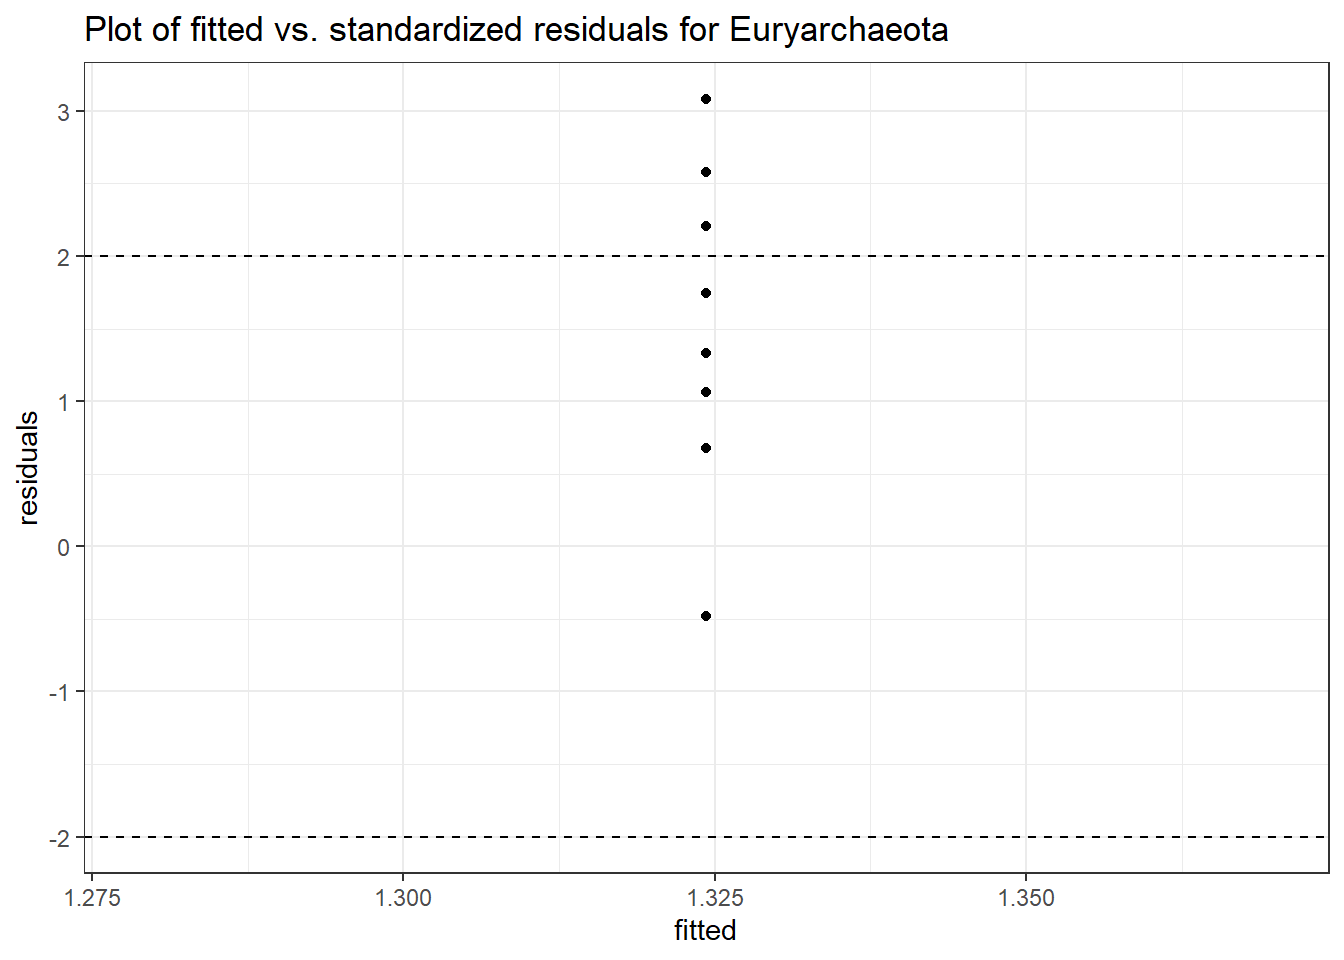 Plot of fitted vs. standardized residuals for Euryarchaeota
3
2
1
0
-1
-2
residuals
1.275 1.300 1.325 1.350
fitted